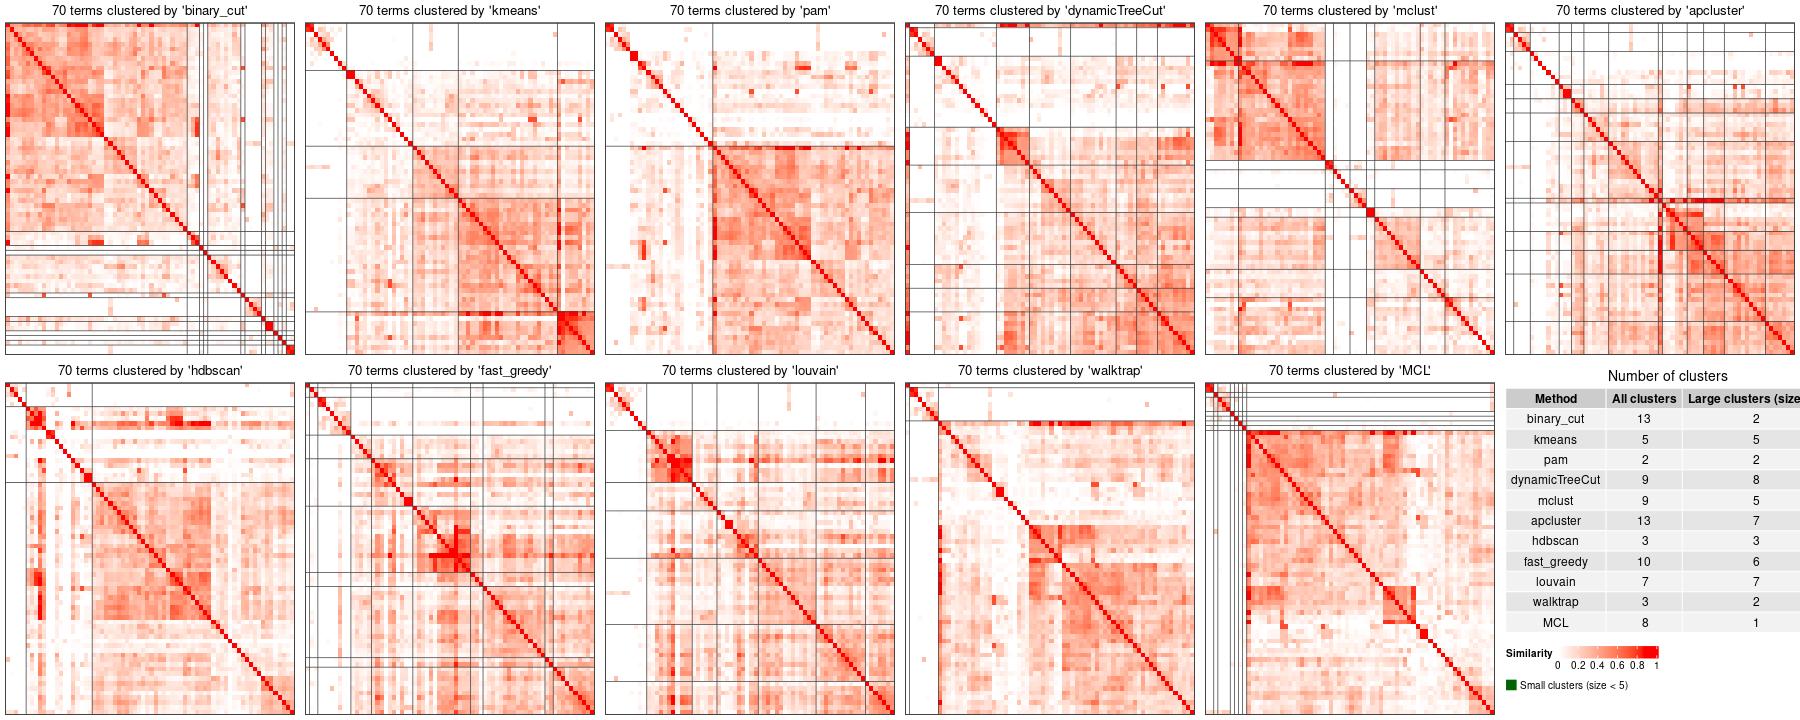 70 terms clustered by 'binary_cut'
70 terms clustered by 'kmeans'
70 terms clustered by 'pam'
70 terms clustered by 'dynamicTreeCut'
70 terms clustered by 'mclust'
70 terms clustered by 'apcluster'
70 terms clustered by 'hdbscan'
70 terms clustered by 'fast_greedy'
70 terms clustered by 'louvain'
70 terms clustered by 'walktrap'
70 terms clustered by 'MCL'
Number of clusters
Method All clusters Large clusters (size
binary_cut 13 2
kmeans 5 5
pam 2 2
dynamicTreeCut 9 8
mclust 9 5
apcluster 13 7
hdbscan 3 3
fast_greedy 10 6
louvain 7 7
walktrap 3 2
MCL 8 1
Similarity
0 0.2 0.4 0.6 0.8 1
Small clusters (size < 5)